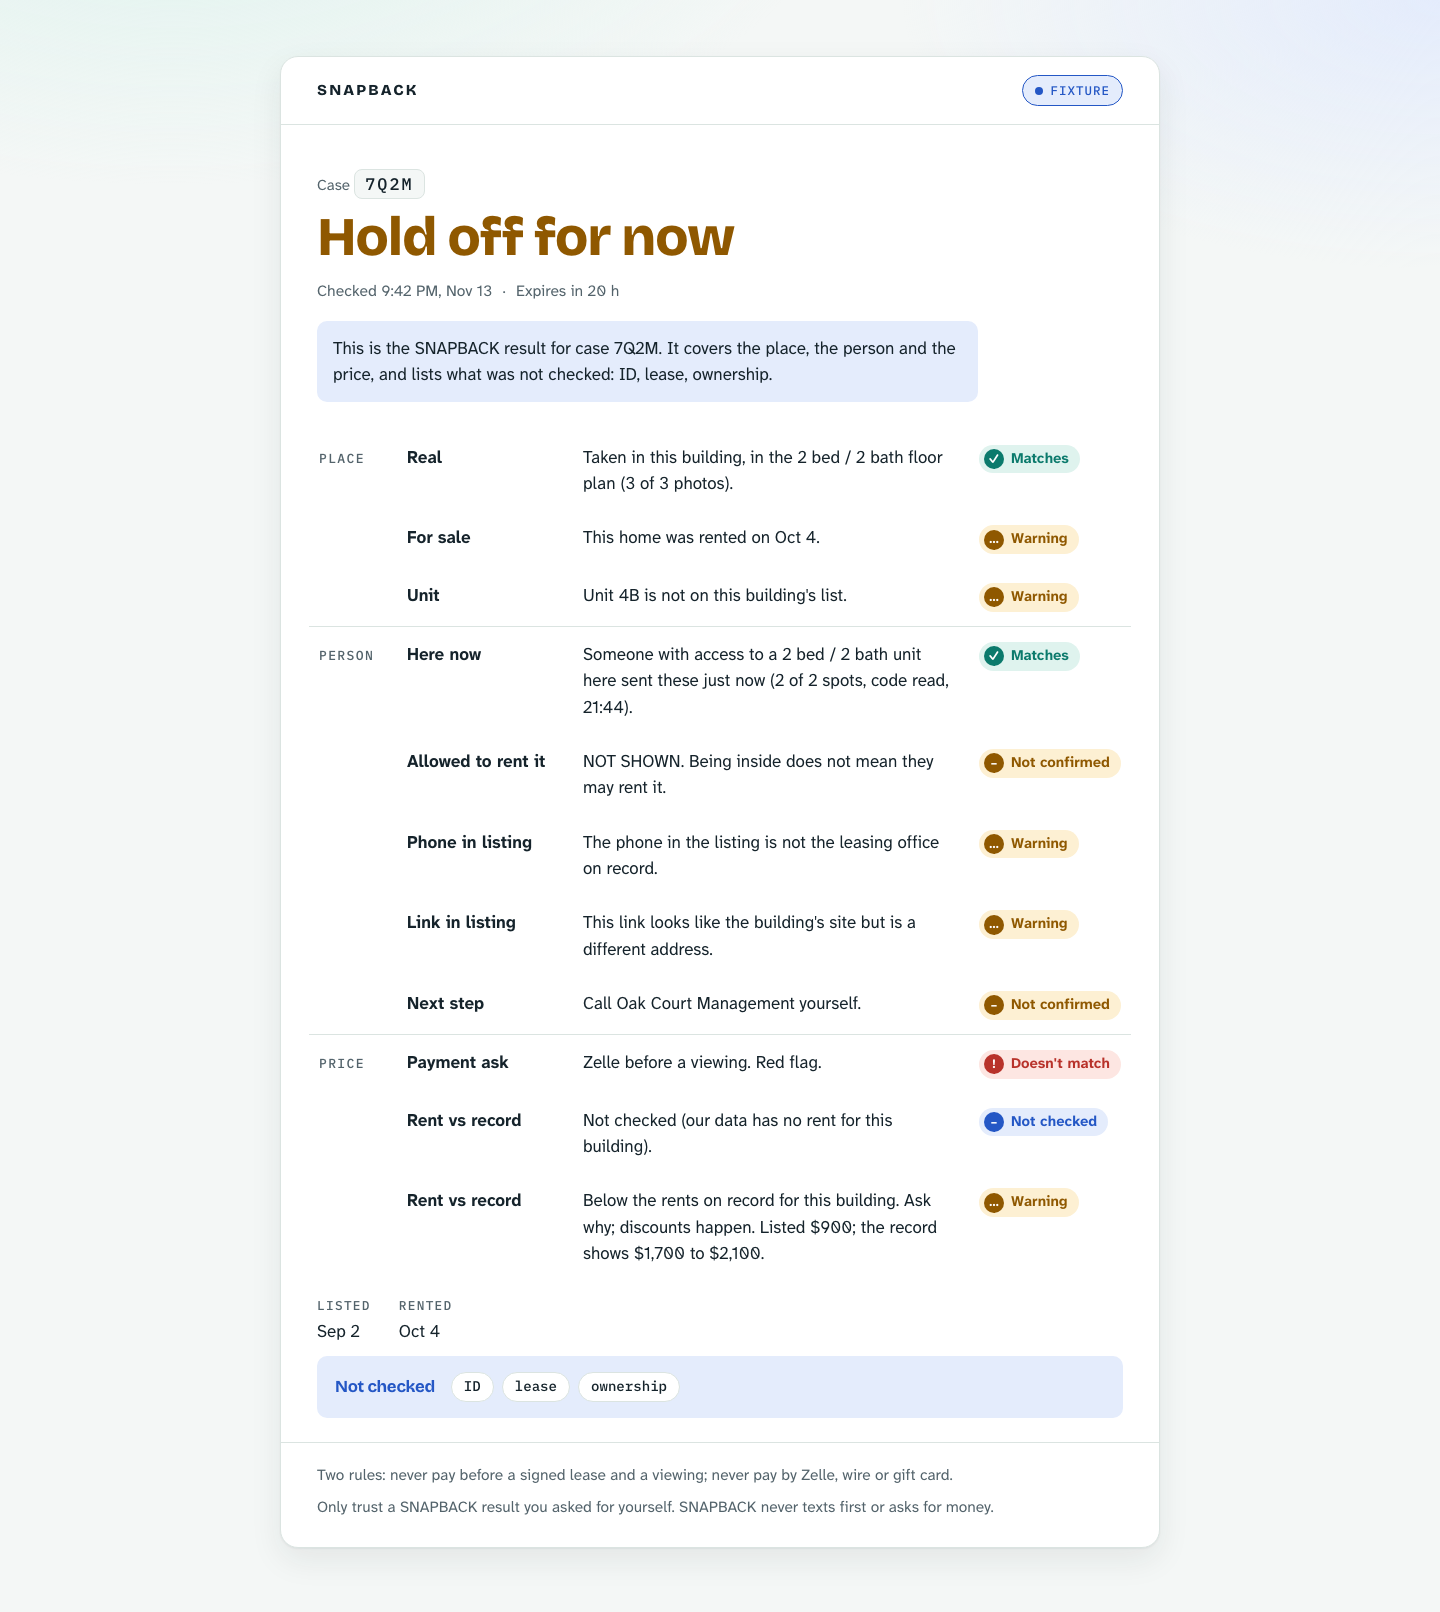 SNAPBACK
FIXTURE
Case 7Q2M
Hold off for now
Checked 9:42 PM, Nov 13 · Expires in 20 h
This is the SNAPBACK result for case 7Q2M. It covers the place, the person and the
price, and lists what was not checked: ID, lease, ownership.
PLACE
Real
Taken in this building, in the 2 bed / 2 bath floor
plan (3 of 3 photos).
Matches
For sale
This home was rented on Oct 4.
Warning
Unit
Unit 4B is not on this building's list.
Warning
PERSON
Here now
Someone with access to a 2 bed / 2 bath unit
here sent these just now (2 of 2 spots, code read,
21:44).
Matches
Allowed to rent it
NOT SHOWN. Being inside does not mean they
may rent it.
Not confirmed
Phone in listing
The phone in the listing is not the leasing office
on record.
Warning
Link in listing
This link looks like the building's site but is a
different address.
Warning
Next step
Call Oak Court Management yourself.
Not confirmed
PRICE
Payment ask
Zelle before a viewing. Red flag.
Doesn't match
Rent vs record
Not checked (our data has no rent for this
building).
Not checked
Rent vs record
Below the rents on record for this building. Ask
why; discounts happen. Listed $900; the record
shows $1,700 to $2,100.
Warning
LISTED RENTED
Sep 2 Oct 4
Not checked ID lease ownership
Two rules: never pay before a signed lease and a viewing; never pay by Zelle, wire or gift card.
Only trust a SNAPBACK result you asked for yourself. SNAPBACK never texts first or asks for money.